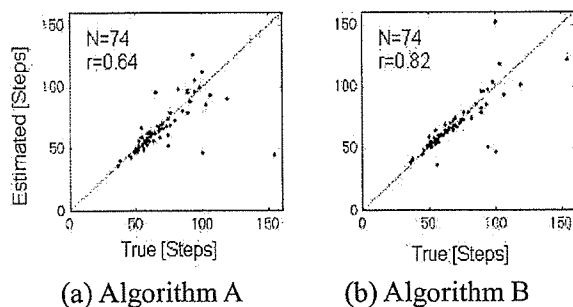 N=74
r=0.64
Estimated [Steps]
150
100
50
0
0
50
100
150
True [Steps]
(a) Algorithm A
N=74
r=0.82
150
100
50
0
0
50
100
150
True:[Steps]
(b) Algorithm B